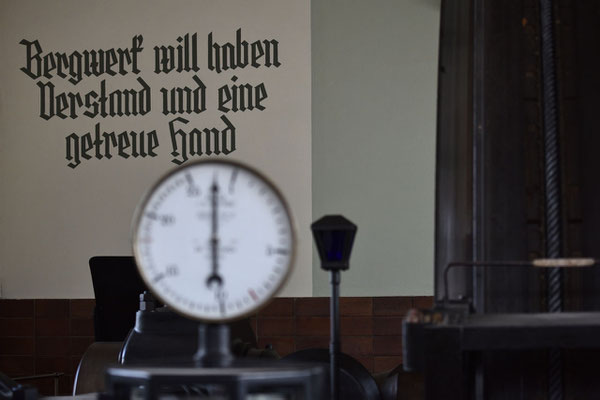 Bergwerk will haben
Verstand und eine
getreue Hand